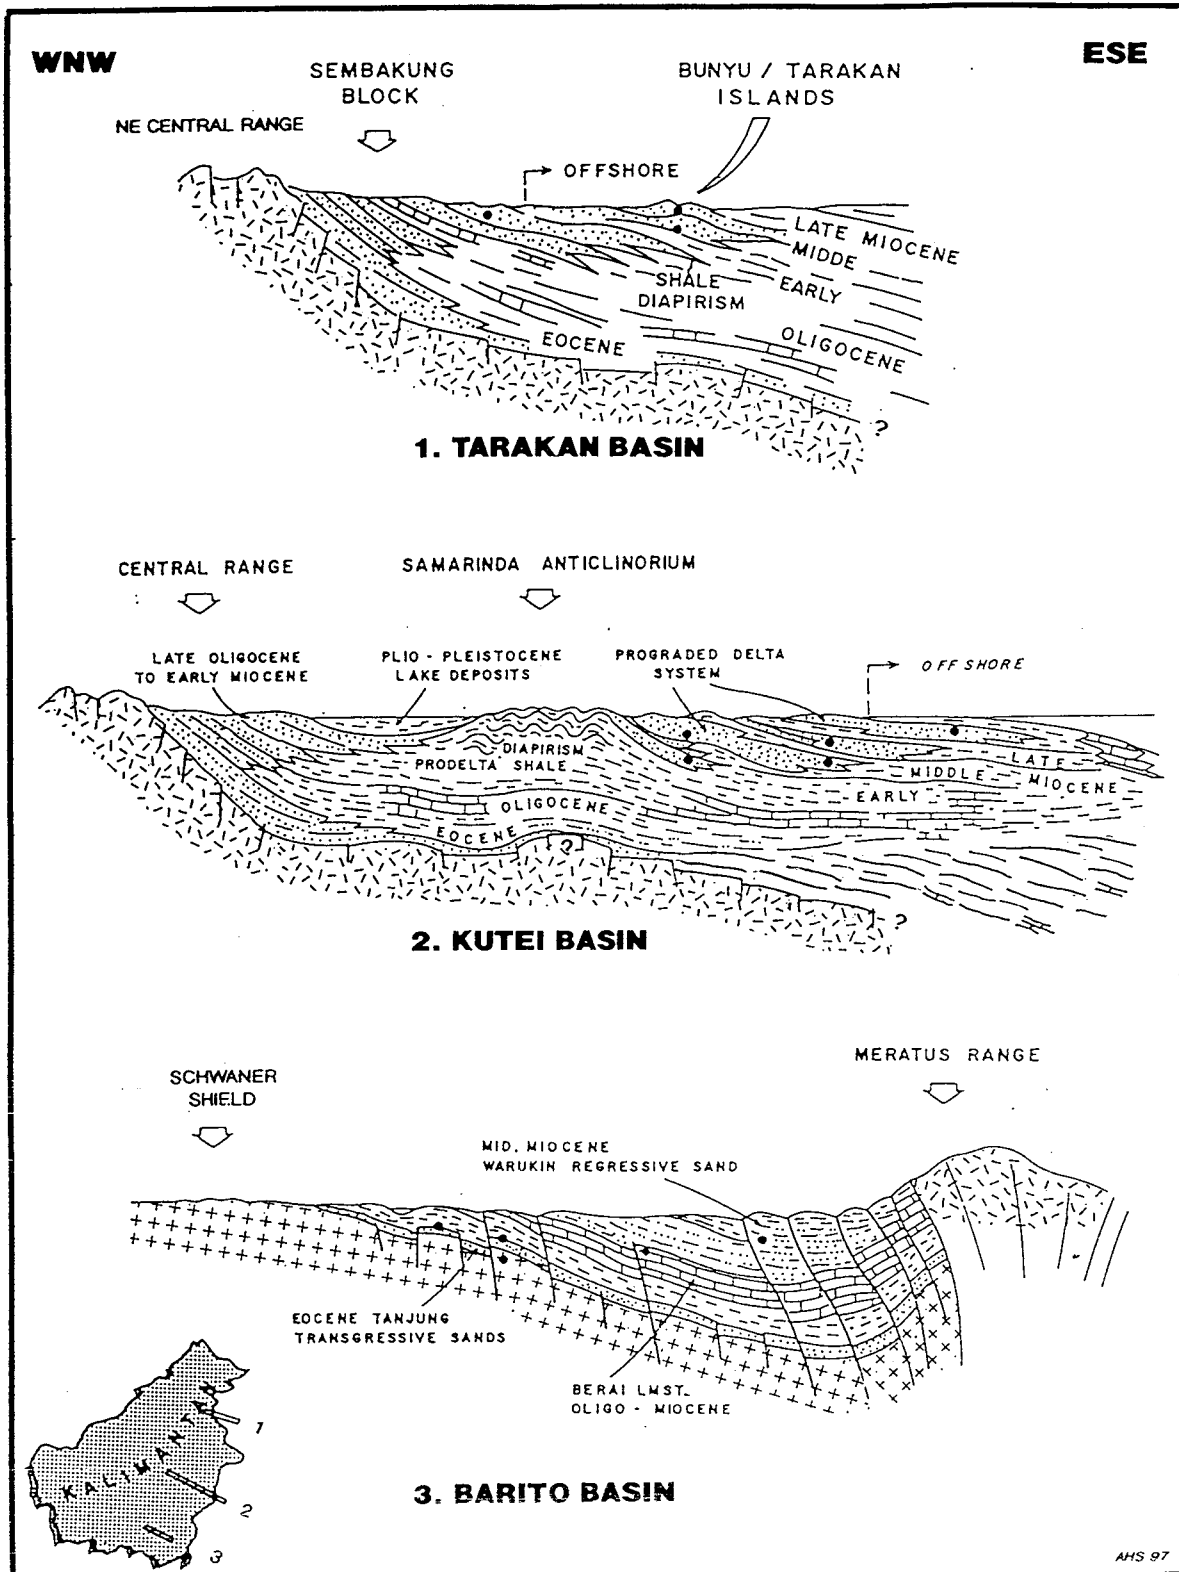 WNW
ESE
SEMBAKUNG
BLOCK
BUNYU / TARAKAN
ISLANDS
NE CENTRAL RANGE
OFFSHORE
LATE MIOCENE
MIDDE
EARLY
SHALE
DIAPIRISM
OLIGOCENE
EOCENE
?
1. TARAKAN BASIN
CENTRAL RANGE
SAMARINDA ANTICLINORIUM
LATE OLIGOCENE
TO EARLY MIOCENE
PLIO - PLEISTOCENE
LAKE DEPOSITS
PROGRADED DELTA
SYSTEM
OFFSHORE
DIAPIRISM
PRODELTA SHALE
LATE
MIDDLE
MIOCENE
EARLY
OLIGOCENE
EOCENE
?
?
2. KUTEI BASIN
MERATUS RANGE
SCHWANER
SHIELD
MID. MIOCENE
WARUKIN REGRESSIVE SAND
EOCENE TANJUNG
TRANSGRESSIVE SANDS
BERAI LMST.
OLIGO - MIOCENE
KALIMANTAN
1
2
3
3. BARITO BASIN
AHS 97